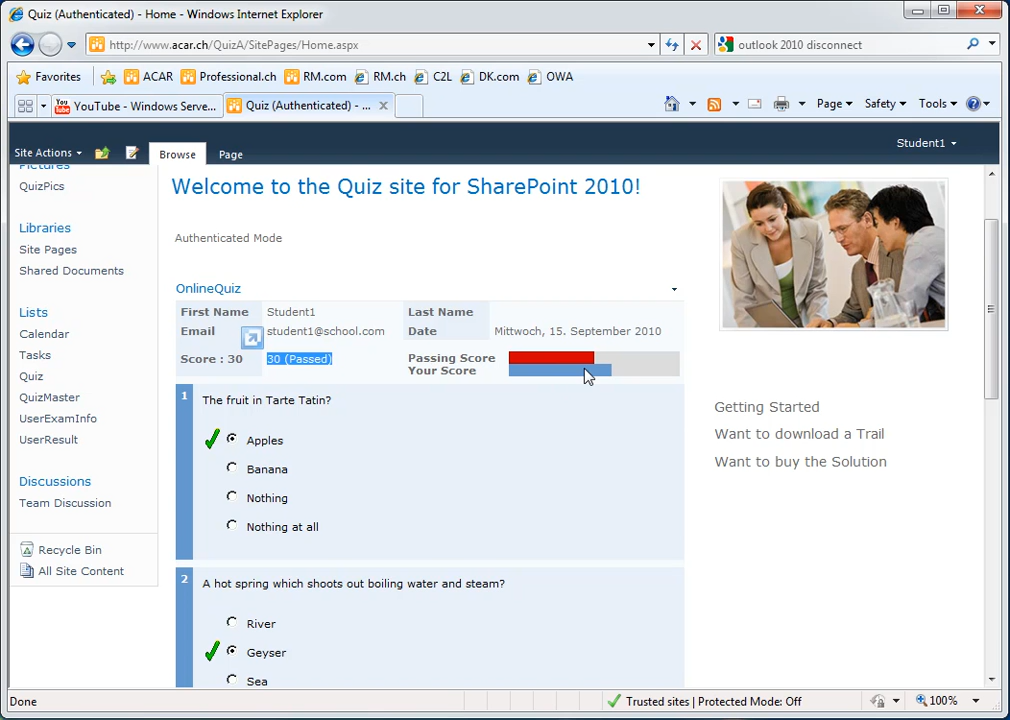 Quiz (Authenticated) - Home - Windows Internet Explorer
http://www.acar.ch/QuizA/SitePages/Home.aspx
outlook 2010 disconnect
Favorites ACAR Professional.ch RM.com RM.ch C2L DK.com OWA
You Tube YouTube - Windows Serve... Quiz (Authenticated) - ... Page Safety Tools
Site Actions Browse Page Student1
Pictures
QuizPics
Libraries
Site Pages
Shared Documents
Lists
Calendar
Tasks
Quiz
QuizMaster
UserExamInfo
UserResult
Discussions
Team Discussion
Recycle Bin
All Site Content
Welcome to the Quiz site for SharePoint 2010!
Authenticated Mode
OnlineQuiz
First Name Student1 Last Name
Email student1@school.com Date Mittwoch, 15. September 2010
Score : 30 30 (Passed) Passing Score
Your Score
1 The fruit in Tarte Tatin?
Apples
Banana
Nothing
Nothing at all
2 A hot spring which shoots out boiling water and steam?
River
Geyser
Sea
Getting Started
Want to download a Trail
Want to buy the Solution
Done Trusted sites | Protected Mode: Off 100%